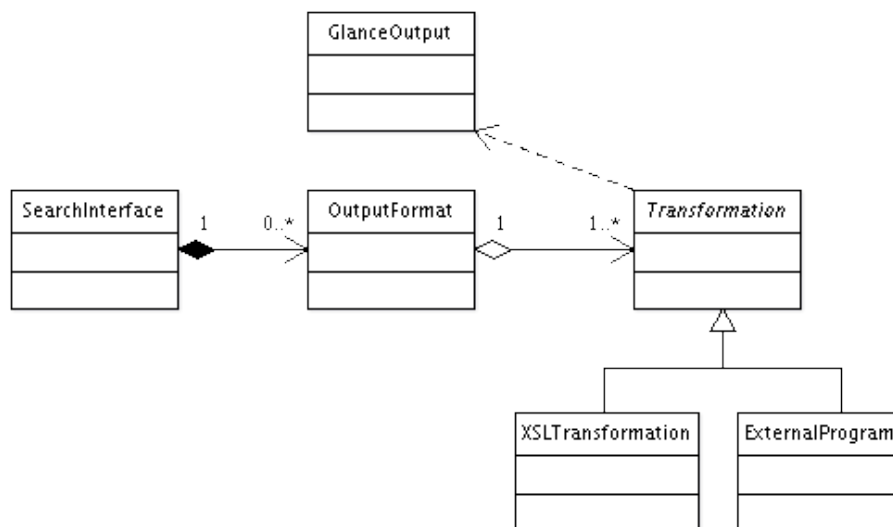 GlanceOutput
SearchInterface
1
0..*
OutputFormat
1
1..*
Transformation
XSLTransformation
ExternalProgram